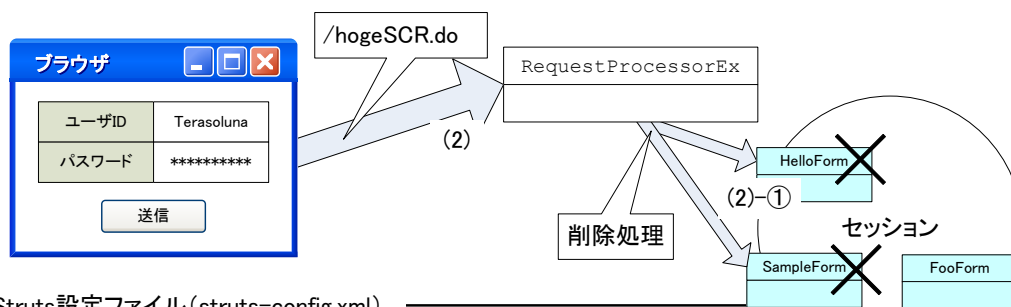 /hogeSCR.do
ブラウザ
RequestProcessorEx
ユーザID
Terasoluna
パスワード
**********
(2)
HelloForm
(2)-①
送信
削除処理
セッション
SampleForm
FooForm
Struts設定ファイル(struts-config.xml)